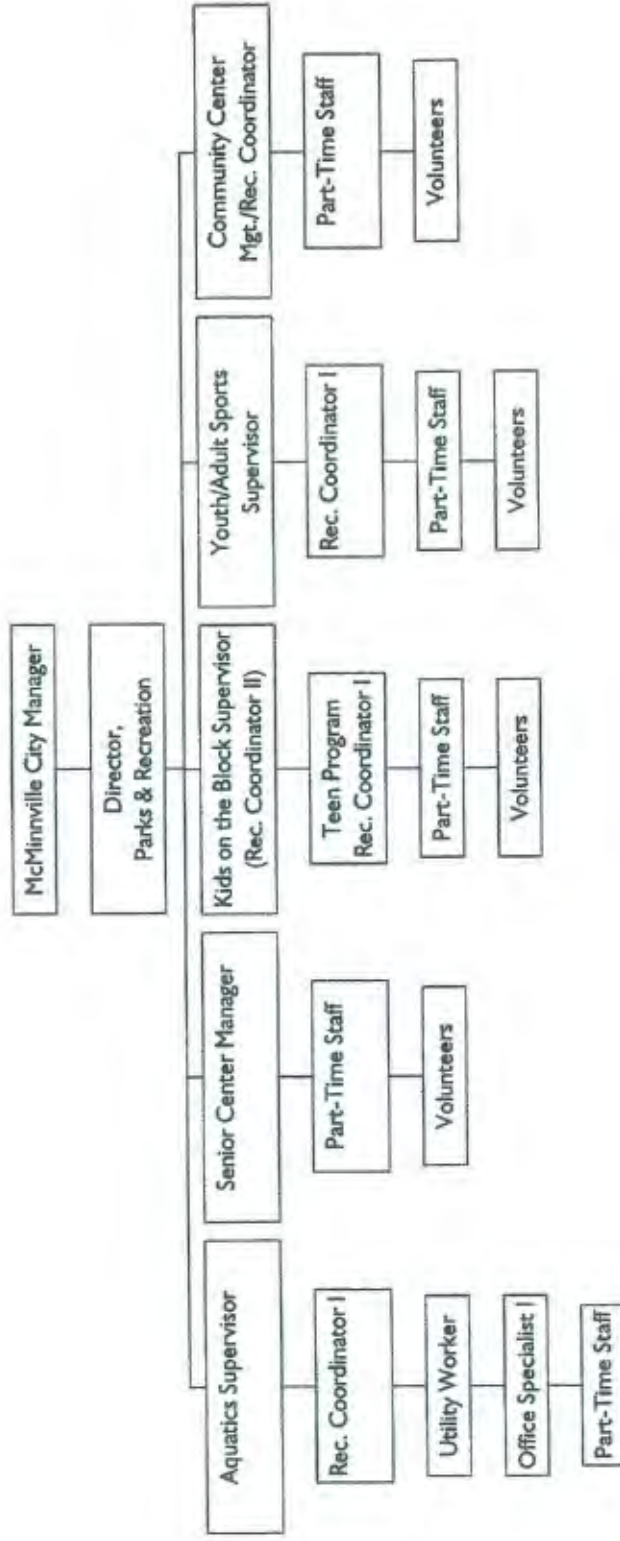 McMinnville City Manager
Director,
Parks & Recreation
Aquatics Supervisor
Rec. Coordinator I
Utility Worker
Office Specialist I
Part-Time Staff
Senior Center Manager
Part-Time Staff
Volunteers
Kids on the Block Supervisor
(Rec. Coordinator II)
Teen Program
Rec. Coordinator I
Part-Time Staff
Volunteers
Youth/Adult Sports
Supervisor
Rec. Coordinator I
Part-Time Staff
Volunteers
Community Center
Mgt./Rec. Coordinator
Part-Time Staff
Volunteers